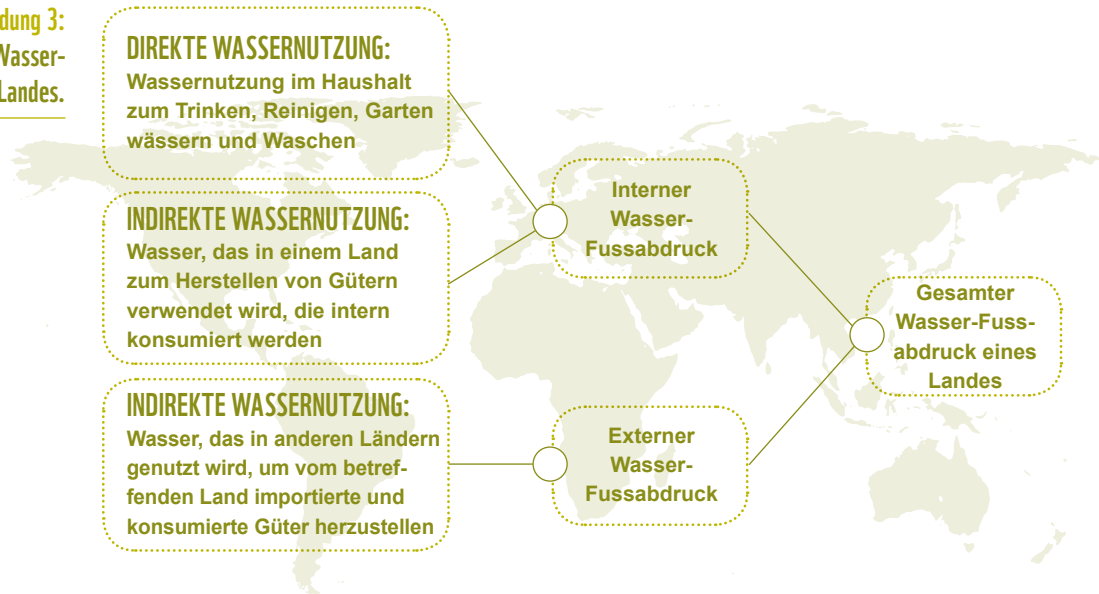 dung 3:
Wasser-
Landes.
DIREKTE WASSERNUTZUNG:
Wassernutzung im Haushalt
zum Trinken, Reinigen, Garten
wässern und Waschen
INDIREKTE WASSERNUTZUNG:
Wasser, das in einem Land
zum Herstellen von Gütern
verwendet wird, die intern
konsumiert werden
INDIREKTE WASSERNUTZUNG:
Wasser, das in anderen Ländern
genutzt wird, um vom betref-
fenden Land importierte und
konsumierte Güter herzustellen
Interner
Wasser-
Fussabdruck
Externer
Wasser-
Fussabdruck
Gesamter
Wasser-Fuss-
abdruck eines
Landes